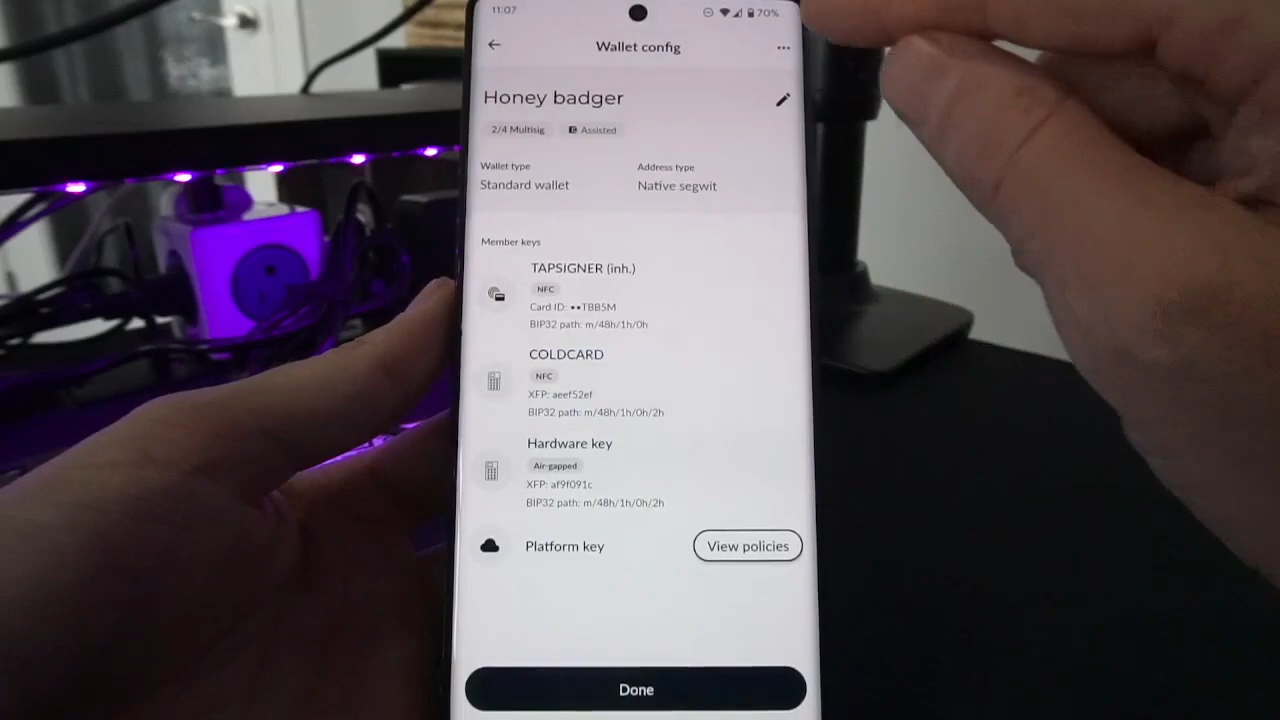 11:07
70%
Wallet config
Honey badger
2/4 Multisig
Assisted
Wallet type
Address type
Standard wallet
Native segwit
Member keys
TAPSIGNER (inh.)
NFC
Card ID: ••TBB5M
BIP32 path: m/48h/1h/0h
COLDCARD
NFC
XFP: aeef52ef
BIP32 path: m/48h/1h/0h/2h
Hardware key
Air-gapped
XFP: af9f091c
BIP32 path: m/48h/1h/0h/2h
Platform key
View policies
Done